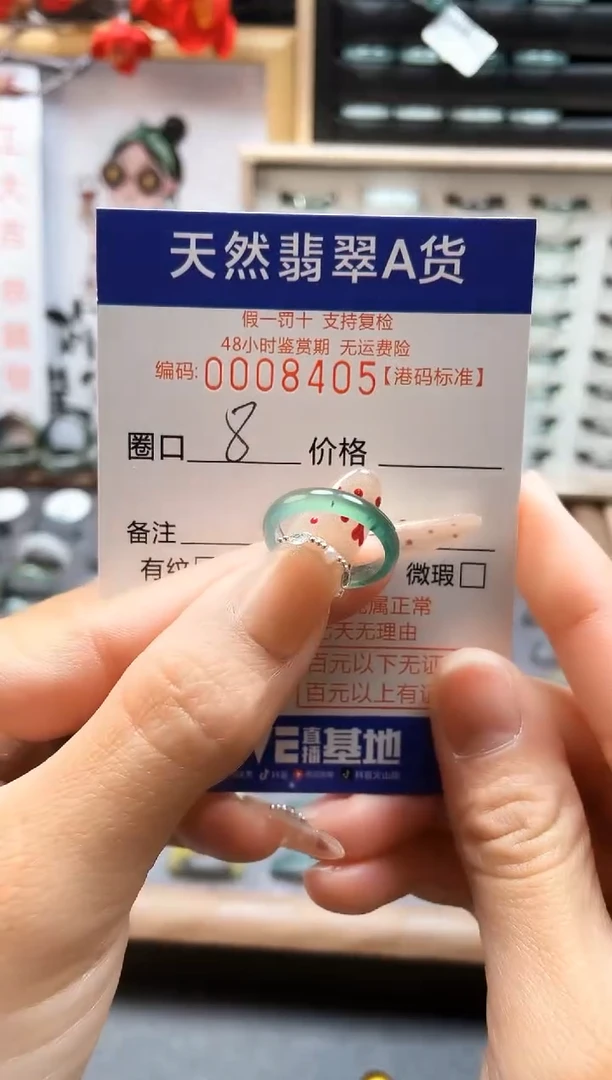 天然翡翠A货
假一罚十 支持复检
48小时鉴赏期 无运费险
编码:0008405【港码标准】
圈口 8 价格
备注
有纹 微瑕
属正常
七天无理由
百元以下无证
百元以上有证
直播基地